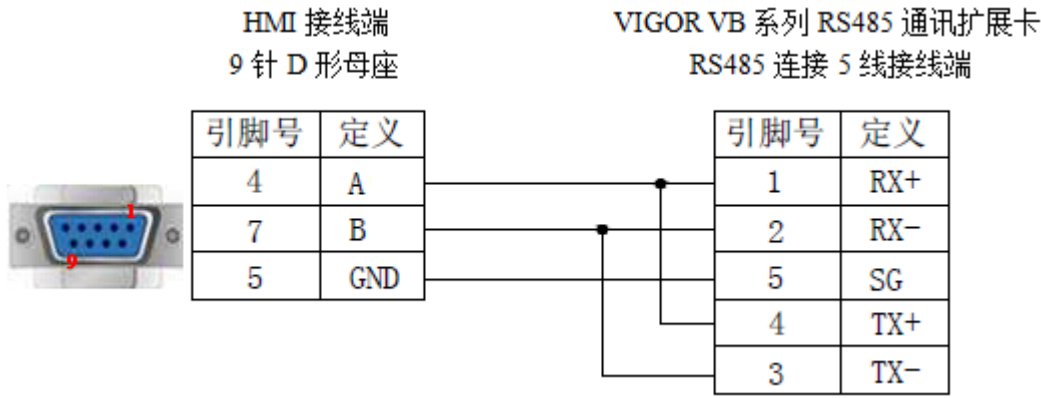 HMI 接线端
9 针 D 形母座
VIGOR VB 系列 RS485 通讯扩展卡
RS485 连接 5 线接线端
引脚号 定义
4 A
7 B
5 GND
1
9
引脚号 定义
1 RX+
2 RX-
5 SG
4 TX+
3 TX-